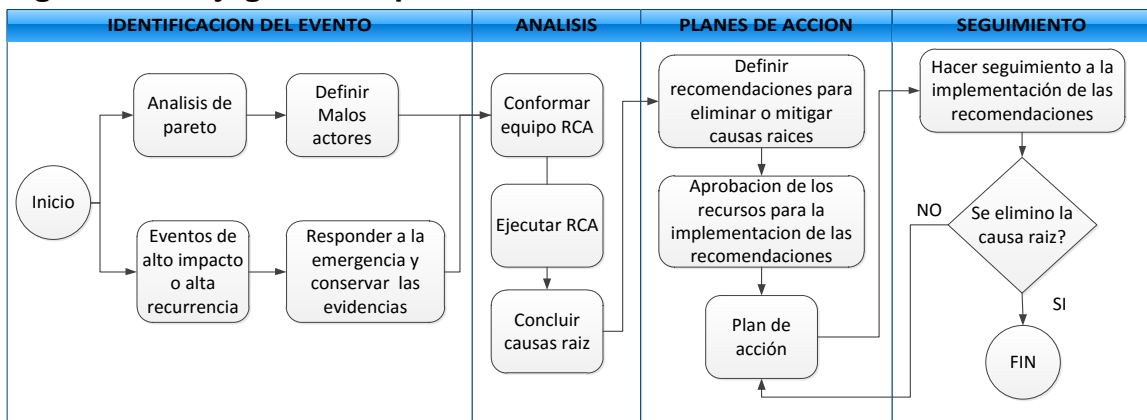 IDENTIFICACION DEL EVENTO
ANALISIS
PLANES DE ACCION
SEGUIMIENTO
Inicio
Analisis de
pareto
Definir
Malos
actores
Eventos de
alto impacto
o alta
recurrencia
Responder a la
emergencia y
conservar las
evidencias
Conformar
equipo RCA
Ejecutar RCA
Concluir
causas raiz
Definir
recomendaciones para
eliminar o mitigar
causas raices
Aprobacion de los
recursos para la
implementacion de las
recomendaciones
Plan de
acción
Hacer seguimiento a la
implementación de las
recomendaciones
Se elimino la
causa raiz?
NO
SI
FIN